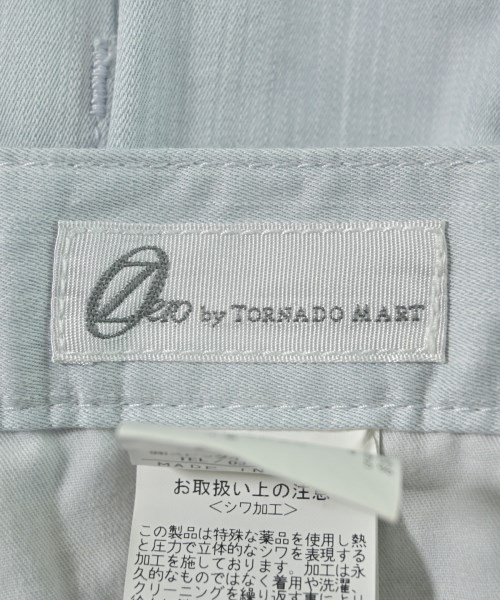 Zero by TORNADO MART
MADE IN
お取扱い上の注意
＜シワ加工＞
この製品は特殊な薬品を使用し熱
と圧力で立体的なシワを表現する
加工を施しております。加工は永
久的なものではなく着用や洗濯
クリーニングを繰り返す事により